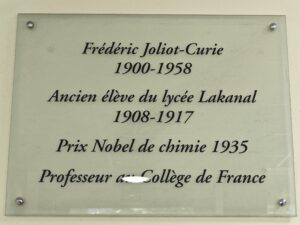 Frédéric Joliot-Curie
1900-1958
Ancien élève du lycée Lakanal
1908-1917
Prix Nobel de chimie 1935
Professeur au Collège de France